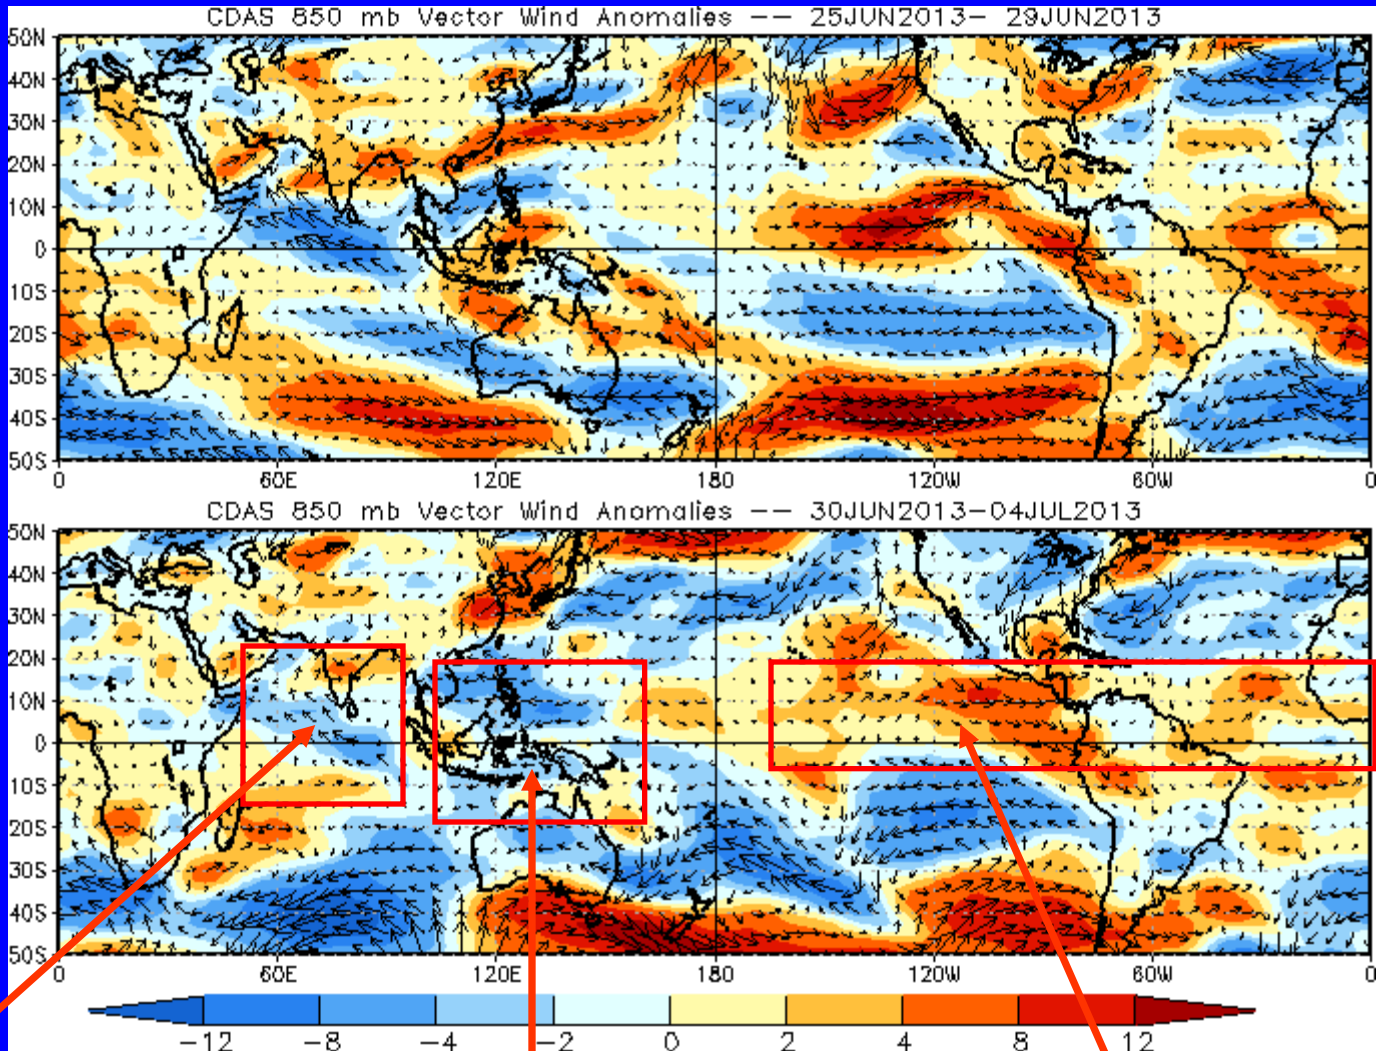 CDAS 850 mb Vector Wind Anomalies -- 25JUN2013- 29JUN2013
50N
40N
30N
20N
10N
0
10S
20S
30S
40S
50S
0 60E 120E 180 120W 60W 0
CDAS 850 mb Vector Wind Anomalies -- 30JUN2013-04JUL2013
50N
40N
30N
20N
10N
0
10S
20S
30S
40S
50S
0 60E 120E 180 120W 60W 0
-12 -8 -4 -2 0 2 4 8 12